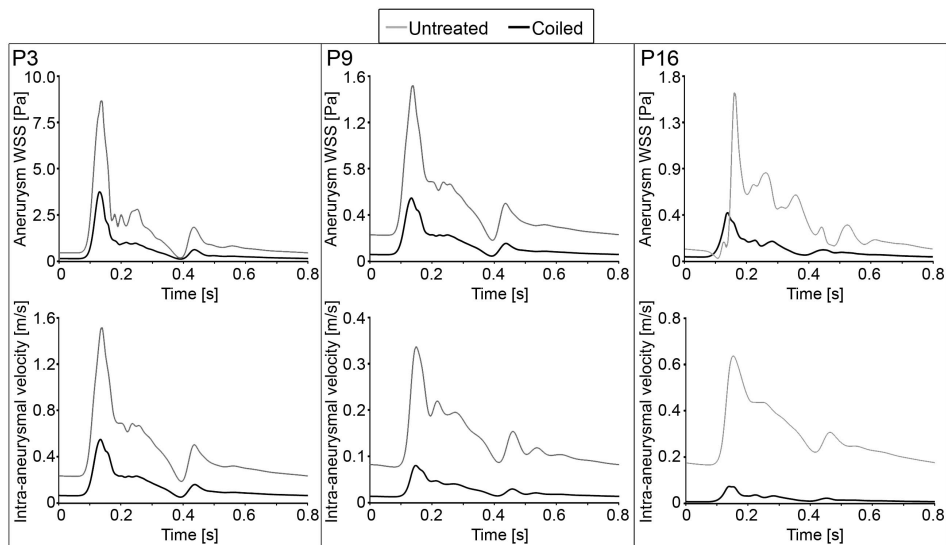 Untreated Coiled
P3
Anerurysm WSS [Pa]
10.0
7.5
5.0
2.5
0
0 0.2 0.4 0.6 0.8
Time [s]
P9
Anerurysm WSS [Pa]
1.6
1.2
5.8
0.4
0
0 0.2 0.4 0.6 0.8
Time [s]
P16
Anerurysm WSS [Pa]
1.8
1.3
0.9
0.4
0
0 0.2 0.4 0.6 0.8
Time [s]
Intra-aneurysmal velocity [m/s]
1.6
1.2
0.8
0.4
0
0 0.2 0.4 0.6 0.8
Time [s]
Intra-aneurysmal velocity [m/s]
0.4
0.3
0.2
0.1
0
0 0.2 0.4 0.6 0.8
Time [s]
Intra-aneurysmal velocity [m/s]
0.8
0.6
0.4
0.2
0
0 0.2 0.4 0.6 0.8
Time [s]